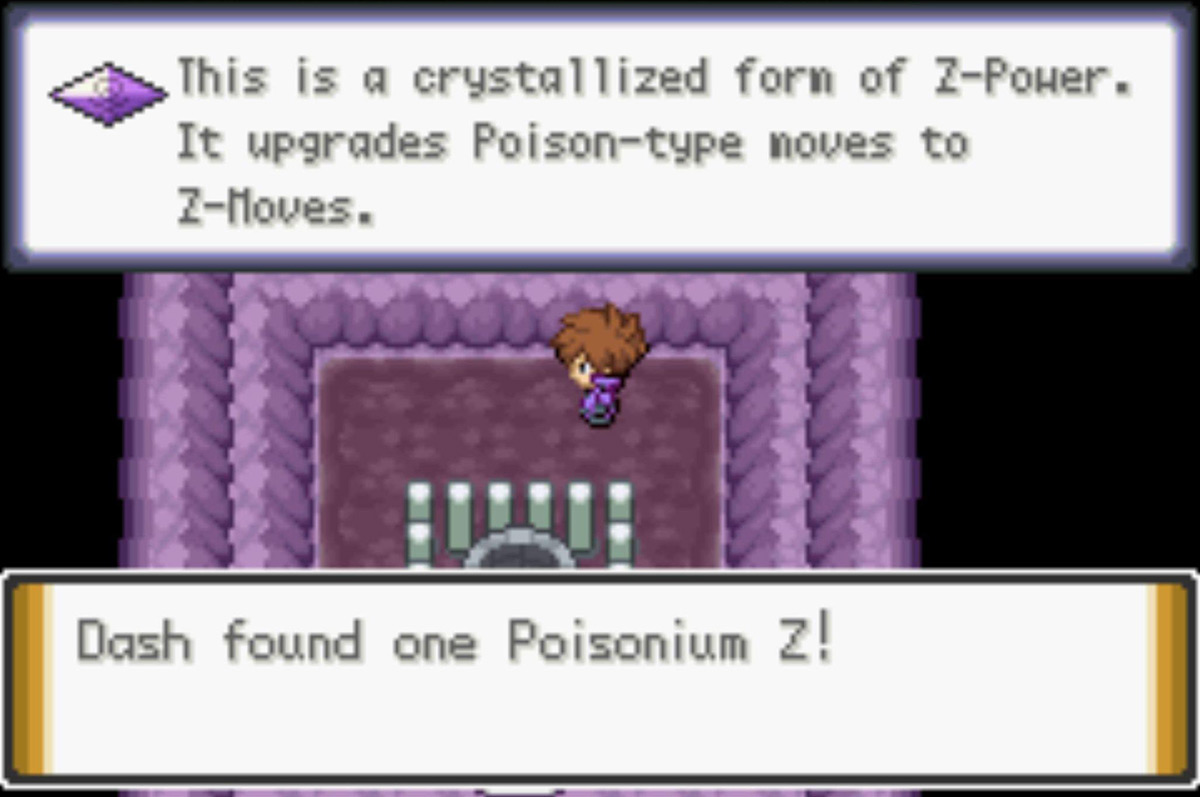 This is a crystallized form of Z-Power.
It upgrades Poison-type moves to
Z-Moves.
Dash found one Poisonium Z!